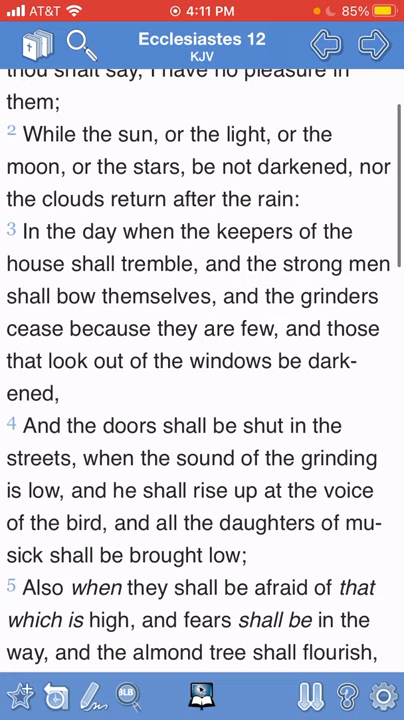 AT&T 4:11 PM 85%
Ecclesiastes 12
KJV
thou shalt say, I have no pleasure in
them;
2 While the sun, or the light, or the
moon, or the stars, be not darkened, nor
the clouds return after the rain:
3 In the day when the keepers of the
house shall tremble, and the strong men
shall bow themselves, and the grinders
cease because they are few, and those
that look out of the windows be dark-
ened,
4 And the doors shall be shut in the
streets, when the sound of the grinding
is low, and he shall rise up at the voice
of the bird, and all the daughters of mu-
sick shall be brought low;
5 Also when they shall be afraid of that
which is high, and fears shall be in the
way, and the almond tree shall flourish,
BLB